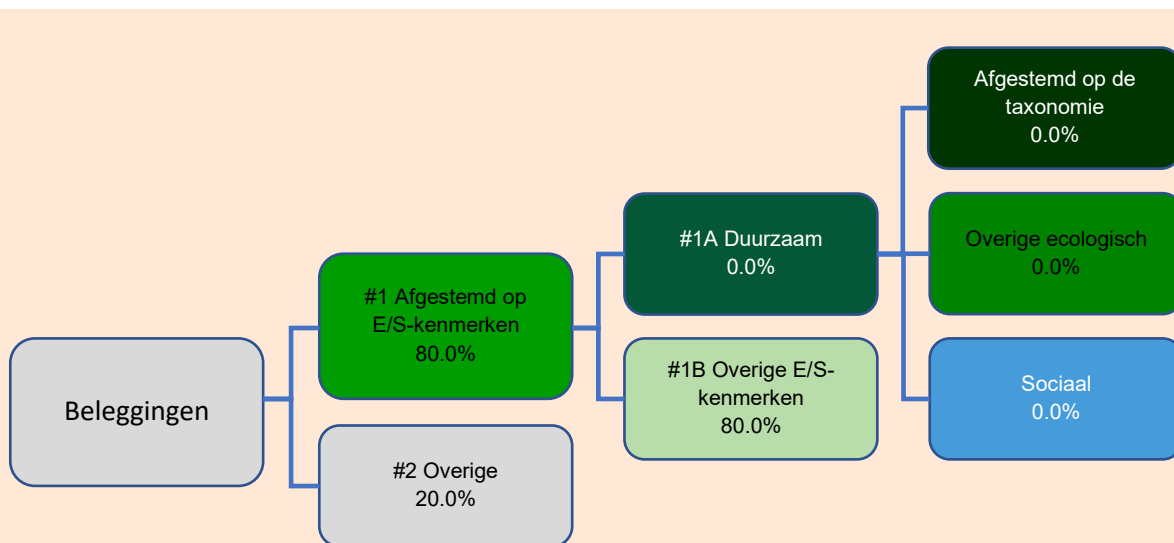 Beleggingen
#1 Afgestemd op
E/S-kenmerken
80.0%
#2 Overige
20.0%
#1A Duurzaam
0.0%
#1B Overige E/S-
kenmerken
80.0%
Afgestemd op de
taxonomie
0.0%
Overige ecologisch
0.0%
Sociaal
0.0%